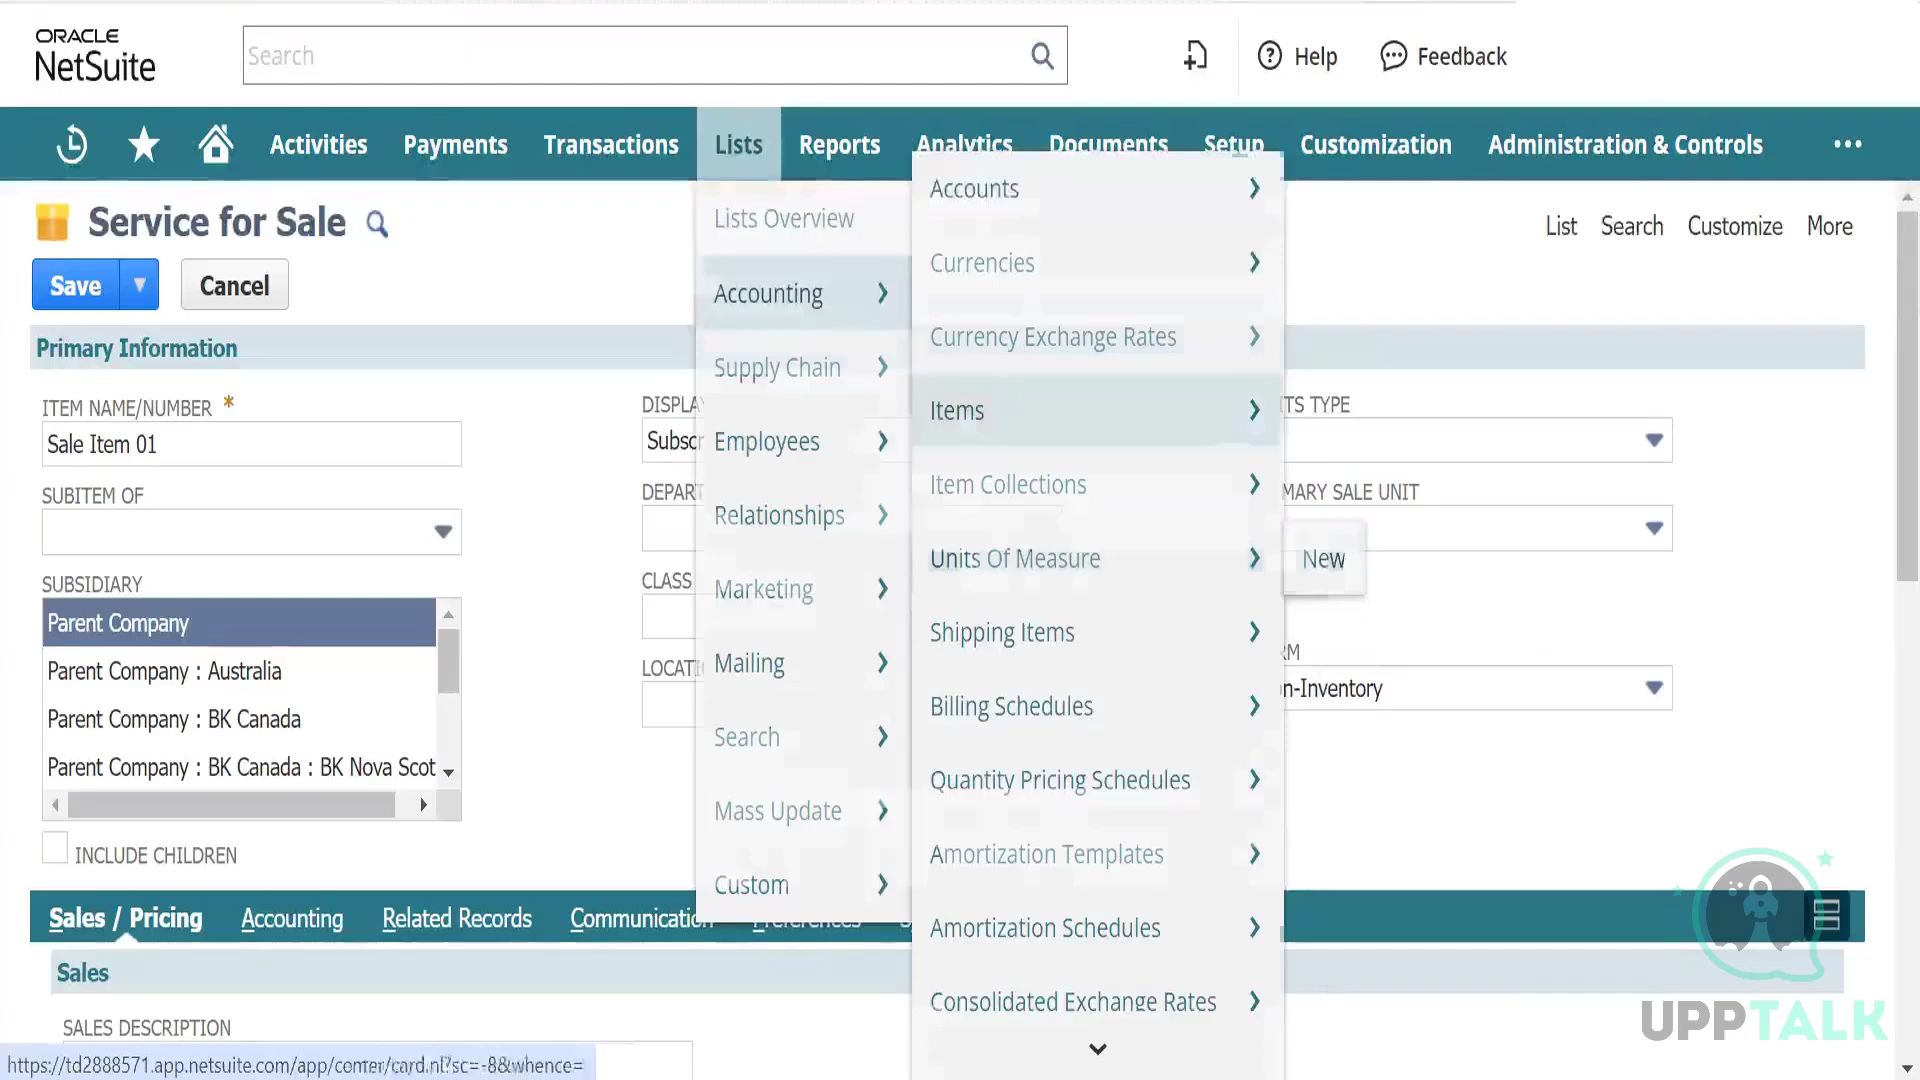 ORACLE
NetSuite
Search
Help
Feedback
Activities
Payments
Transactions
Lists
Reports
Analytics
Documents
Setup
Customization
Administration & Controls
Service for Sale
List
Search
Customize
More
Save
Cancel
Primary Information
ITEM NAME/NUMBER *
Sale Item 01
SUBITEM OF
SUBSIDIARY
Parent Company
Parent Company : Australia
Parent Company : BK Canada
Parent Company : BK Canada : BK Nova Scot
INCLUDE CHILDREN
DISPLA
Subsc
DEPAR
CLASS
LOCATI
Lists Overview
Accounting
Supply Chain
Employees
Relationships
Marketing
Mailing
Search
Mass Update
Custom
Accounts
Currencies
Currency Exchange Rates
Items
Item Collections
Units Of Measure
Shipping Items
Billing Schedules
Quantity Pricing Schedules
Amortization Templates
Amortization Schedules
Consolidated Exchange Rates
New
TS TYPE
MARY SALE UNIT
RM
n-Inventory
Sales / Pricing
Accounting
Related Records
Communication
Preferences
Sales
SALES DESCRIPTION
https://td2888571.app.netsuite.com/app/center/card.nl?sc=-8&whence=
UPPTALK